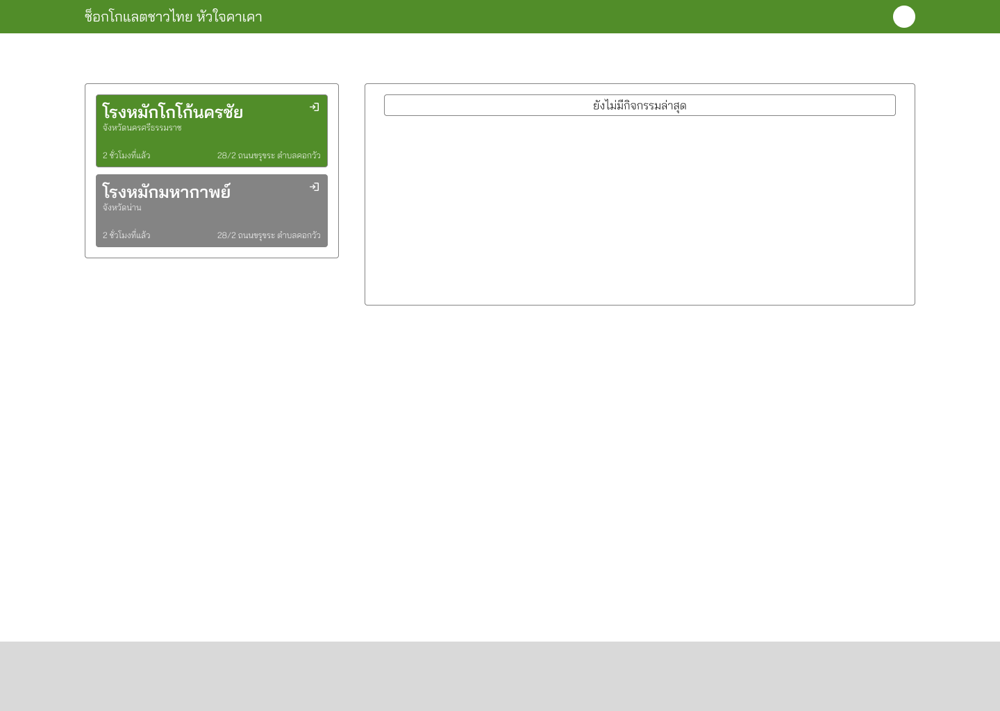 ช็อกโกแลตชาวไทย หัวใจคาเคา
โรงหมักโกโก้นครชัย
จังหวัดนครศรีธรรมราช
2 ชั่วโมงที่แล้ว
28/2 ถนนขรุขระ ตำบลคอกวัว
โรงหมักมหากาพย์
จังหวัดน่าน
2 ชั่วโมงที่แล้ว
28/2 ถนนขรุขระ ตำบลคอกวัว
ยังไม่มีกิจกรรมล่าสุด